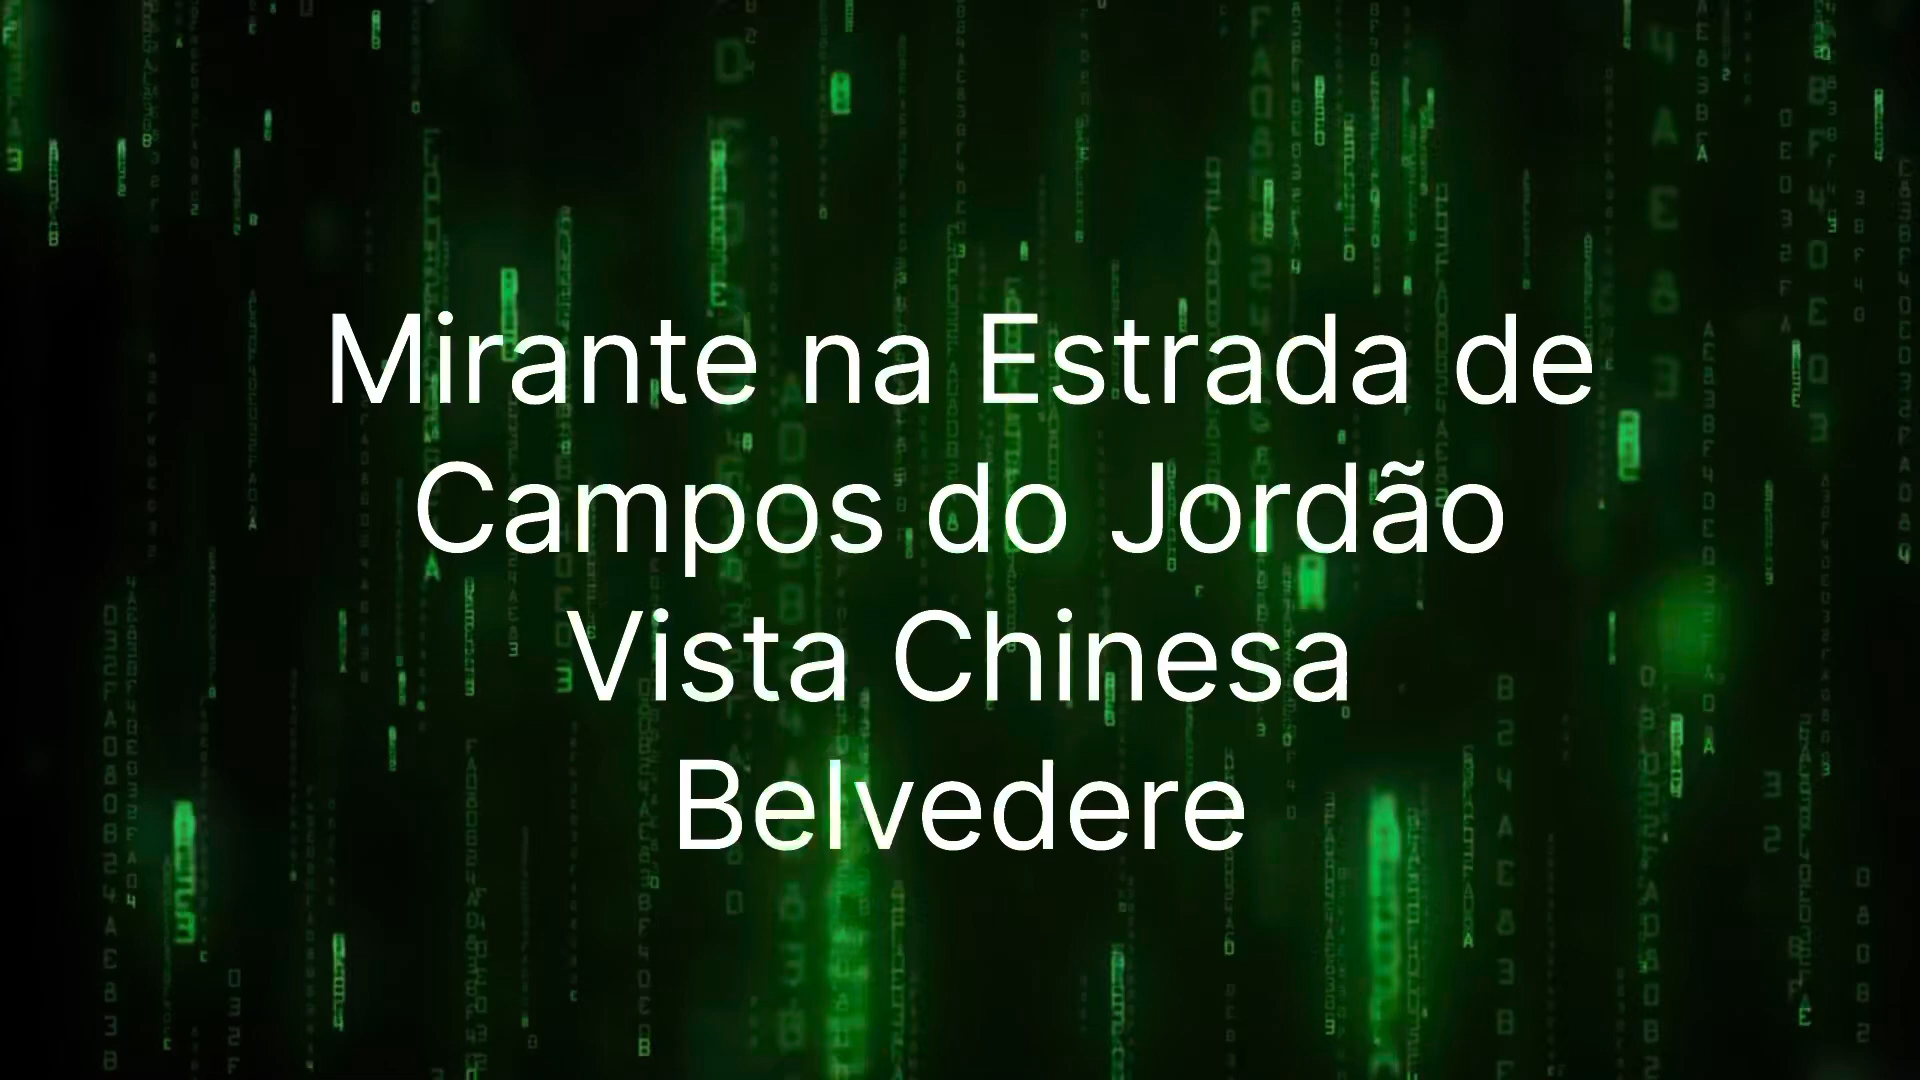 Mirante na Estrada de
Campos do Jordão
Vista Chinesa
Belvedere